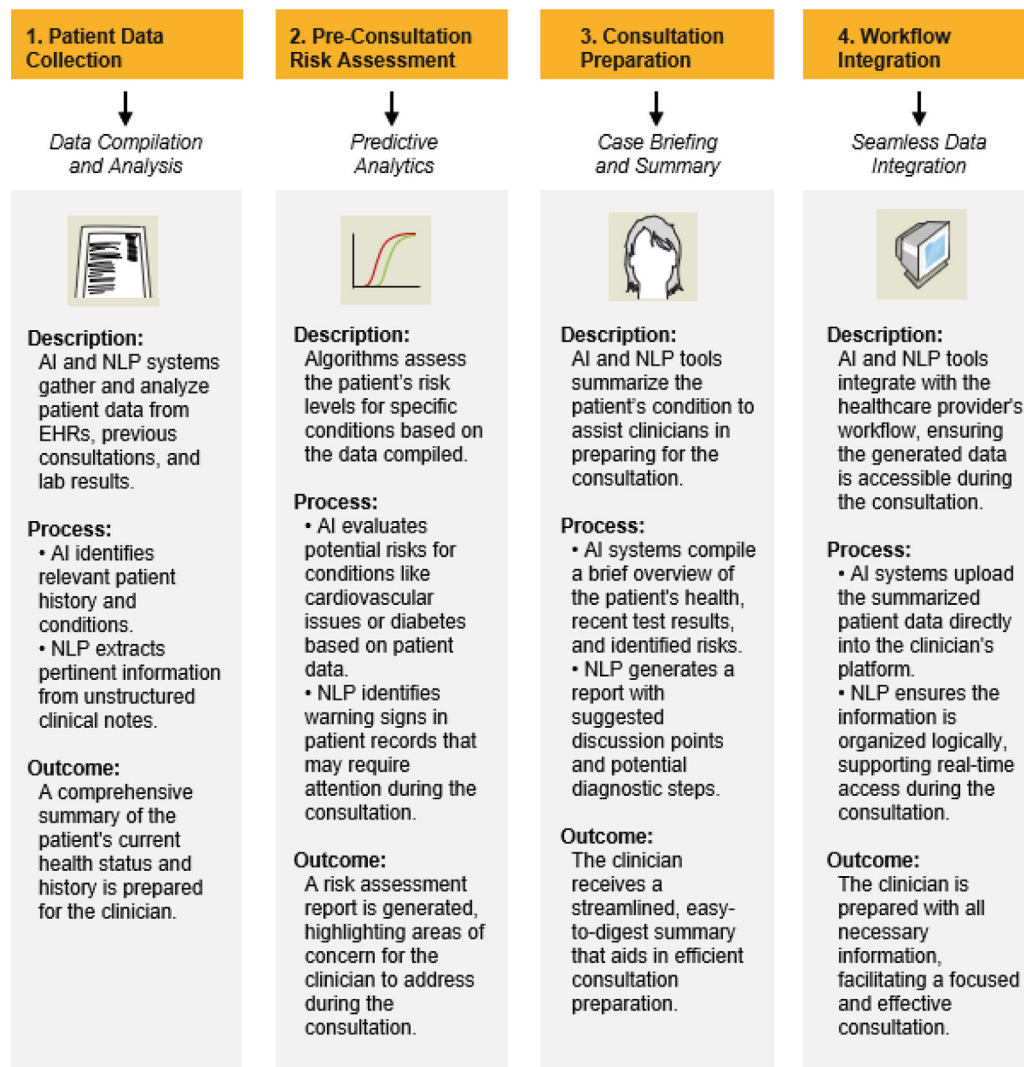 1. Patient Data
Collection
Data Compilation
and Analysis
Description:
AI and NLP systems
gather and analyze
patient data from
EHRs, previous
consultations, and
lab results.
Process:
• AI identifies
relevant patient
history and
conditions.
• NLP extracts
pertinent information
from unstructured
clinical notes.
Outcome:
A comprehensive
summary of the
patient's current
health status and
history is prepared
for the clinician.
2. Pre-Consultation
Risk Assessment
Predictive
Analytics
Description:
Algorithms assess
the patient’s risk
levels for specific
conditions based on
the data compiled.
Process:
• AI evaluates
potential risks for
conditions like
cardiovascular
issues or diabetes
based on patient
data.
• NLP identifies
warning signs in
patient records that
may require
attention during the
consultation.
Outcome:
A risk assessment
report is generated,
highlighting areas of
concern for the
clinician to address
during the
consultation.
3. Consultation
Preparation
Case Briefing
and Summary
Description:
AI and NLP tools
summarize the
patient’s condition to
assist clinicians in
preparing for the
consultation.
Process:
• AI systems compile
a brief overview of
the patient's health,
recent test results,
and identified risks.
• NLP generates a
report with
suggested
discussion points
and potential
diagnostic steps.
Outcome:
The clinician
receives a
streamlined, easy-
to-digest summary
that aids in efficient
consultation
preparation.
4. Workflow
Integration
Seamless Data
Integration
Description:
AI and NLP tools
integrate with the
healthcare provider's
workflow, ensuring
the generated data
is accessible during
the consultation.
Process:
• AI systems upload
the summarized
patient data directly
into the clinician's
platform.
• NLP ensures the
information is
organized logically,
supporting real-time
access during the
consultation.
Outcome:
The clinician is
prepared with all
necessary
information,
facilitating a focused
and effective
consultation.